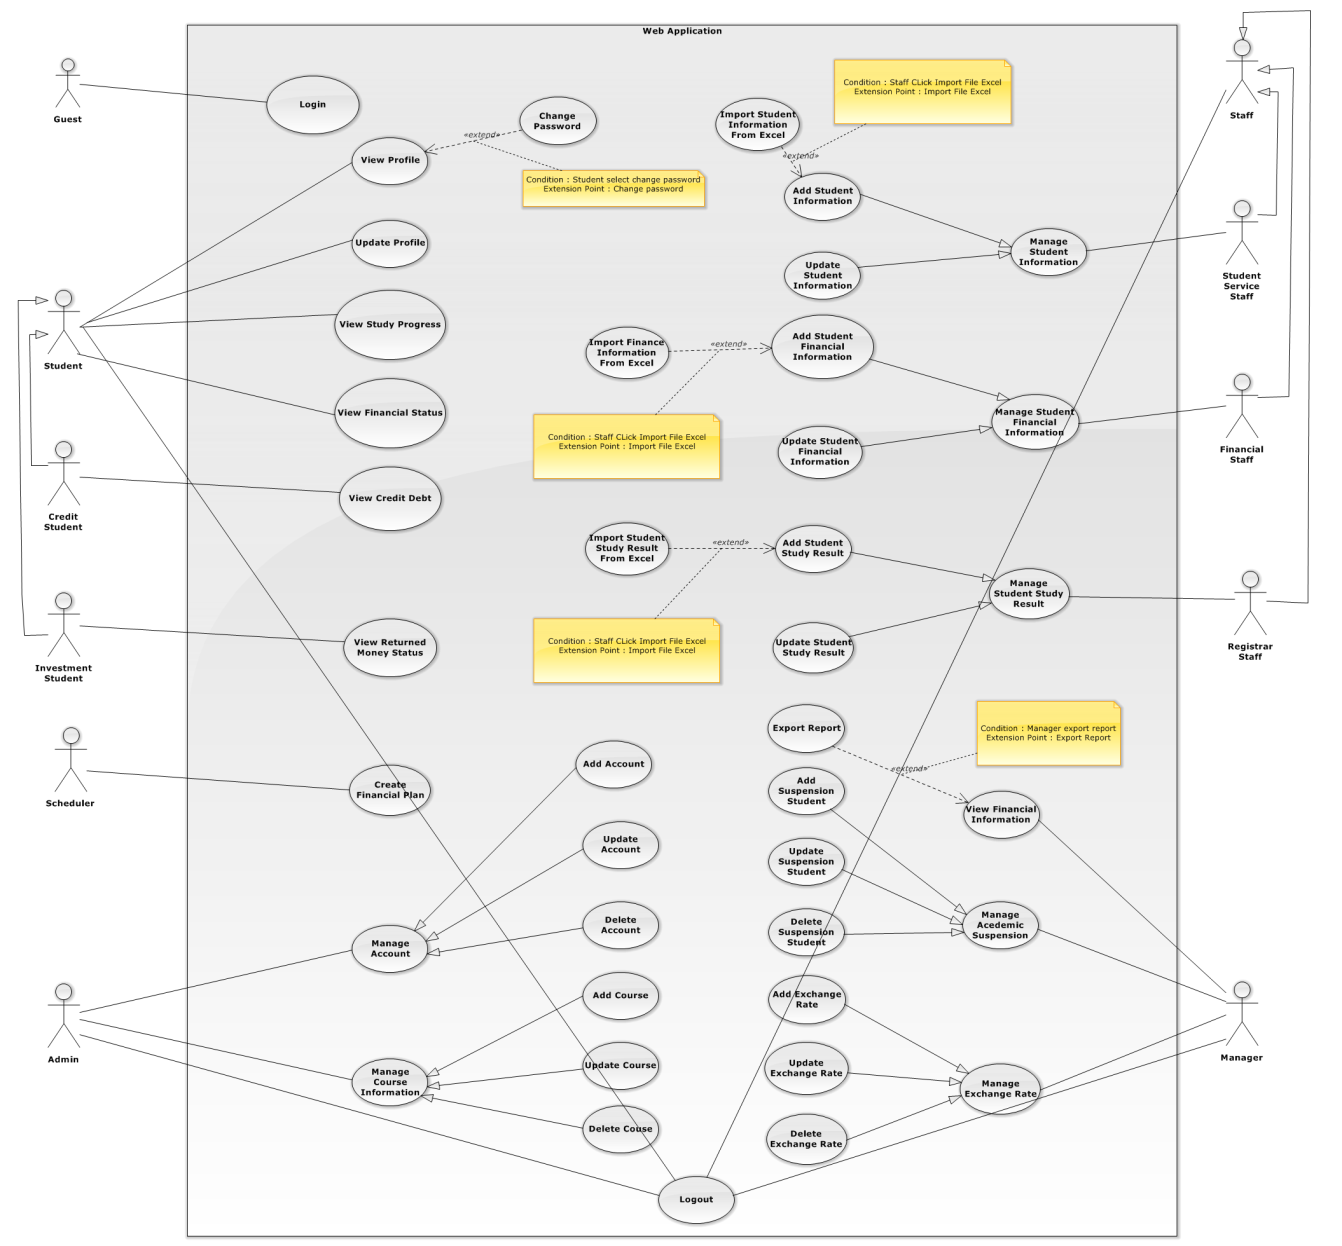 Web Application
Guest
Login
Change
Password
«extend»
View Profile
Condition : Student select change password
Extension Point : Change password
Update Profile
View Study Progress
Student
View Financial Status
Credit
Student
View Credit Debt
Investment
Student
View Returned
Money Status
Scheduler
Create
Financial Plan
Add Account
Update
Account
Delete
Account
Manage
Account
Admin
Add Course
Update Course
Delete Couse
Manage
Course
Information
Logout
Condition : Staff CLick Import File Excel
Extension Point : Import File Excel
Import Student
Information
From Excel
«extend»
Add Student
Information
Update
Student
Information
Manage
Student
Information
Staff
Student
Service
Staff
Import Finance
Information
From Excel
«extend»
Add Student
Financial
Information
Condition : Staff CLick Import File Excel
Extension Point : Import File Excel
Update Student
Financial
Information
Manage Student
Financial
Information
Financial
Staff
Import Student
Study Result
From Excel
«extend»
Add Student
Study Result
Condition : Staff CLick Import File Excel
Extension Point : Import File Excel
Update Student
Study Result
Manage
Student Study
Result
Registrar
Staff
Export Report
Condition : Manager export report
Extension Point : Export Report
«extend»
View Financial
Information
Add
Suspension
Student
Update
Suspension
Student
Delete
Suspension
Student
Manage
Acedemic
Suspension
Add Exchange
Rate
Update
Exchange Rate
Delete
Exchange Rate
Manage
Exchange Rate
Manager